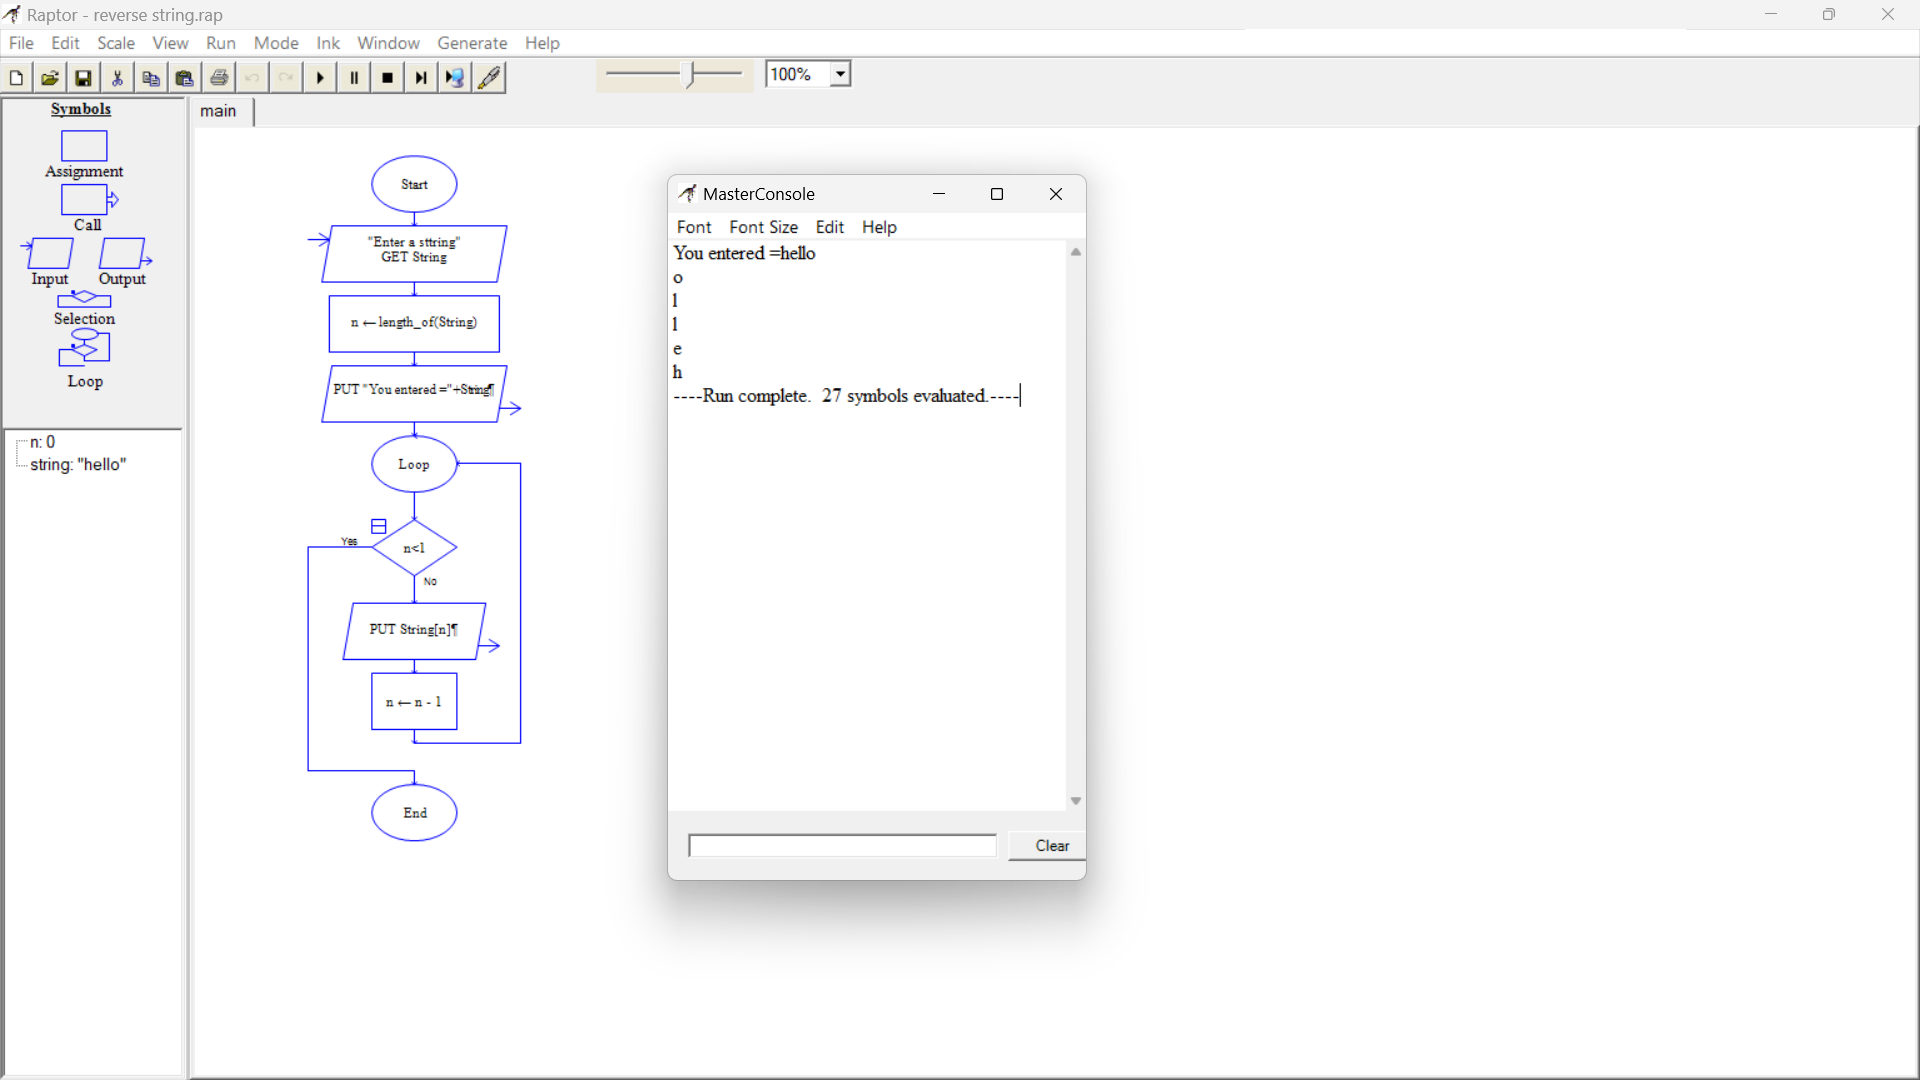 Raptor - reverse string.rap
File Edit Scale View Run Mode Ink Window Generate Help
100%
Symbols
Assignment
Call
Input Output
Selection
Loop
n: 0
string: "hello"
main
Start
"Enter a sttring"
GET String
n ← length_of(String)
PUT "You entered ="+String¶
Loop
Yes
n<1
No
PUT String[n]¶
n ← n - 1
End
MasterConsole
Font Font Size Edit Help
You entered =hello
o
l
l
e
h
----Run complete.  27 symbols evaluated.----
Clear